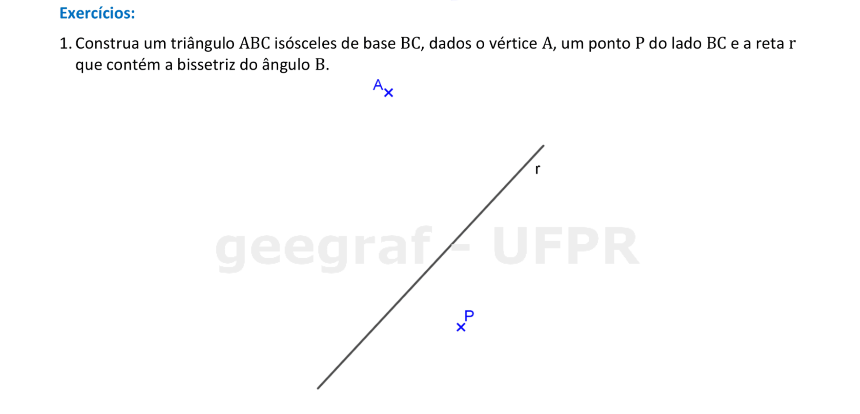 Exercícios:
1. Construa um triângulo ABC isósceles de base BC, dados o vértice A, um ponto P do lado BC e a reta r
que contém a bissetriz do ângulo B.
A
r
geegraf - UFPR
P